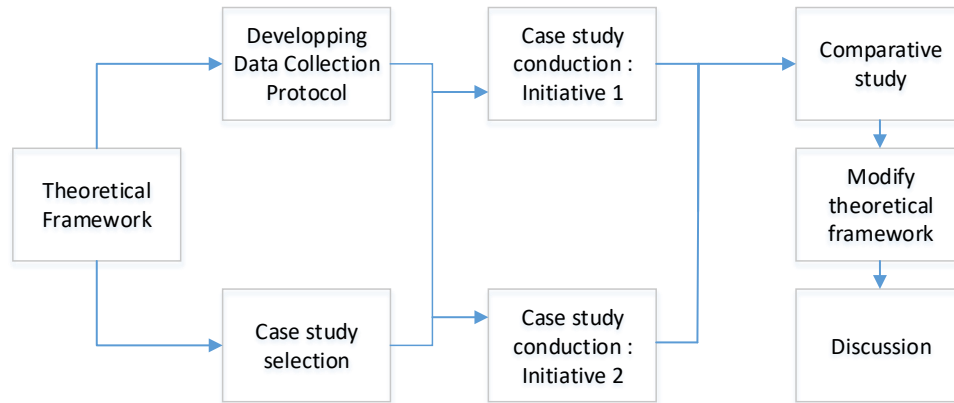 Developping
Data Collection
Protocol
Case study
conduction :
Initiative 1
Comparative
study
Theoretical
Framework
Modify
theoretical
framework
Case study
selection
Case study
conduction :
Initiative 2
Discussion